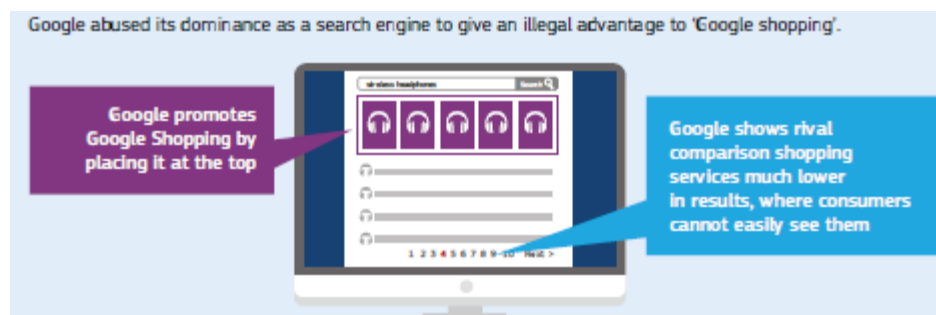 Google abused its dominance as a search engine to give an illegal advantage to 'Google shopping'.
wireless headphones
Search
Google promotes
Google Shopping by
placing it at the top
Google shows rival
comparison shopping
services much lower
in results, where consumers
cannot easily see them
1 2 3 4 5 6 7 8 9 10 Next >